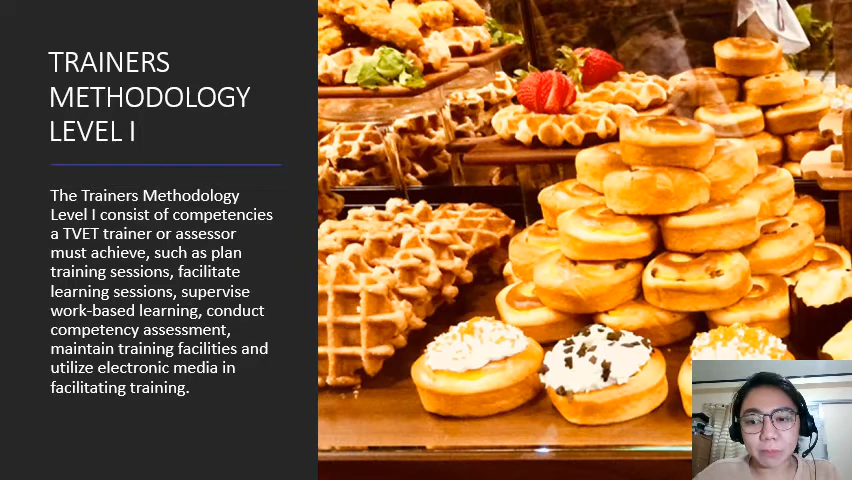 TRAINERS
METHODOLOGY
LEVEL I
The Trainers Methodology
Level I consist of competencies
a TVET trainer or assessor
must achieve, such as plan
training sessions, facilitate
learning sessions, supervise
work-based learning, conduct
competency assessment,
maintain training facilities and
utilize electronic media in
facilitating training.